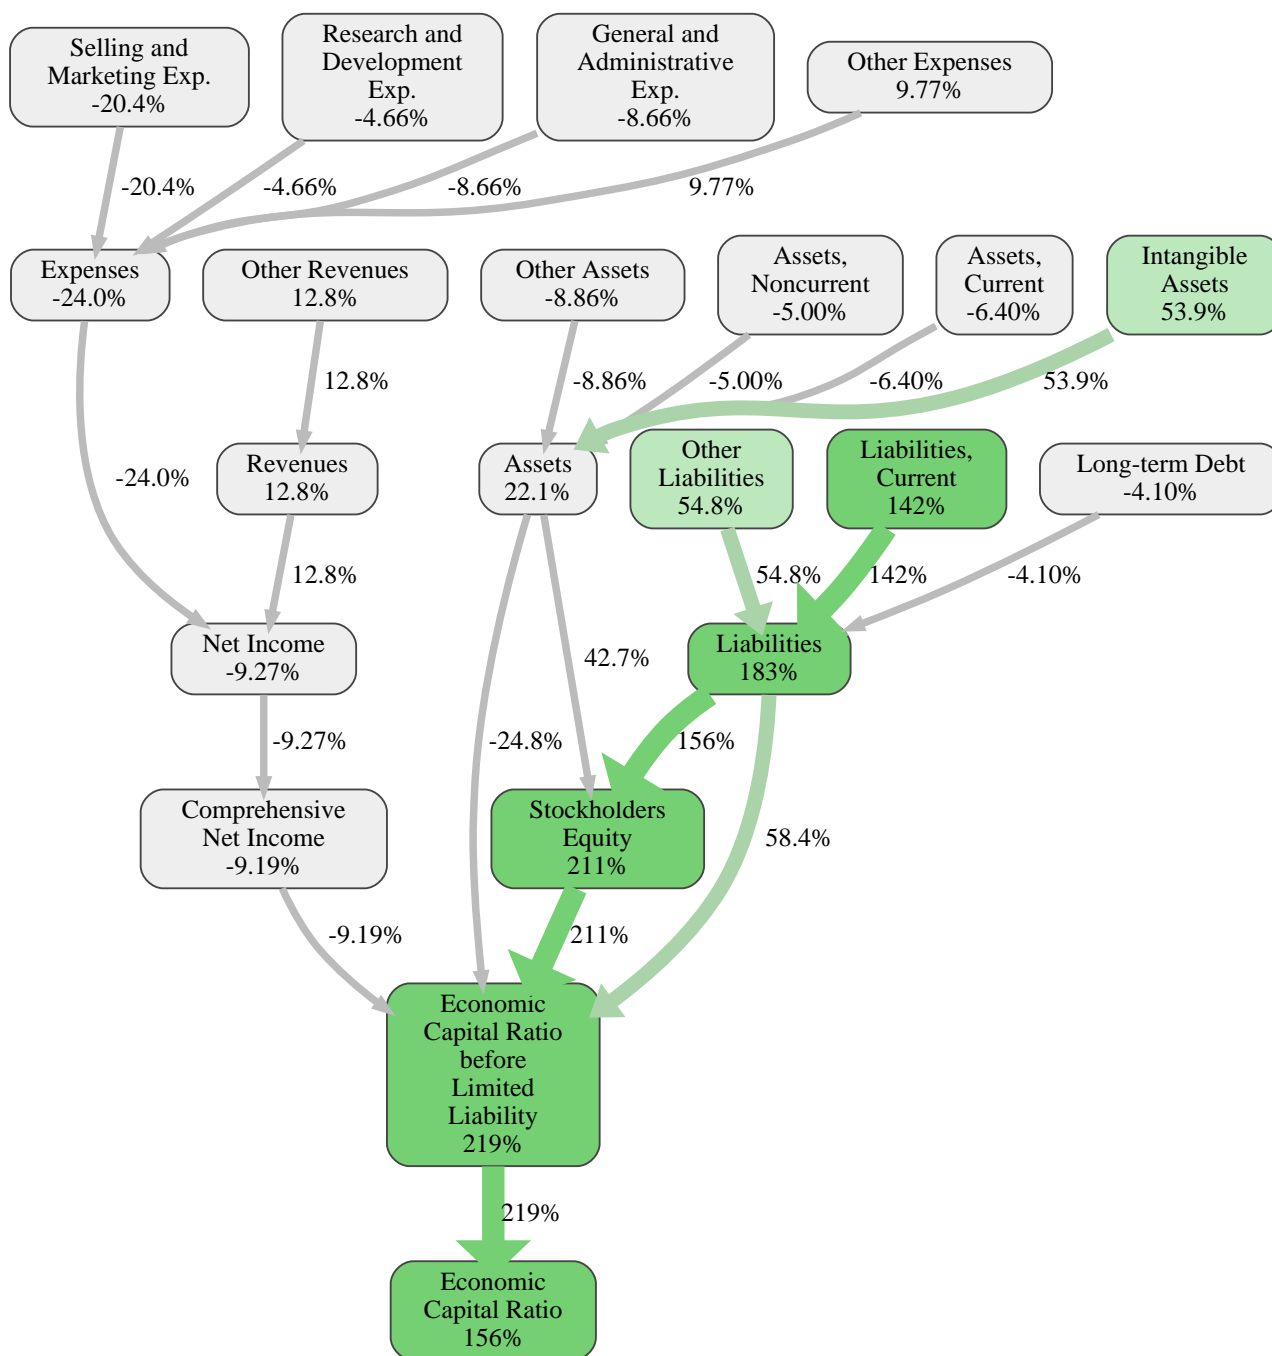 Selling and
Marketing Exp.
-20.4%
Research and
Development
Exp.
-4.66%
General and
Administrative
Exp.
-8.66%
Other Expenses
9.77%
-20.4%
-4.66%
-8.66%
9.77%
Expenses
-24.0%
Other Revenues
12.8%
Other Assets
-8.86%
Assets,
Noncurrent
-5.00%
Assets,
Current
-6.40%
Intangible
Assets
53.9%
12.8%
-8.86%
-5.00%
-6.40%
53.9%
-24.0%
Revenues
12.8%
Assets
22.1%
Other
Liabilities
54.8%
Liabilities,
Current
142%
Long-term Debt
-4.10%
12.8%
54.8%
142%
-4.10%
Net Income
-9.27%
42.7%
Liabilities
183%
-9.27%
-24.8%
156%
Comprehensive
Net Income
-9.19%
Stockholders
Equity
211%
58.4%
-9.19%
211%
Economic
Capital Ratio
before
Limited
Liability
219%
219%
Economic
Capital Ratio
156%